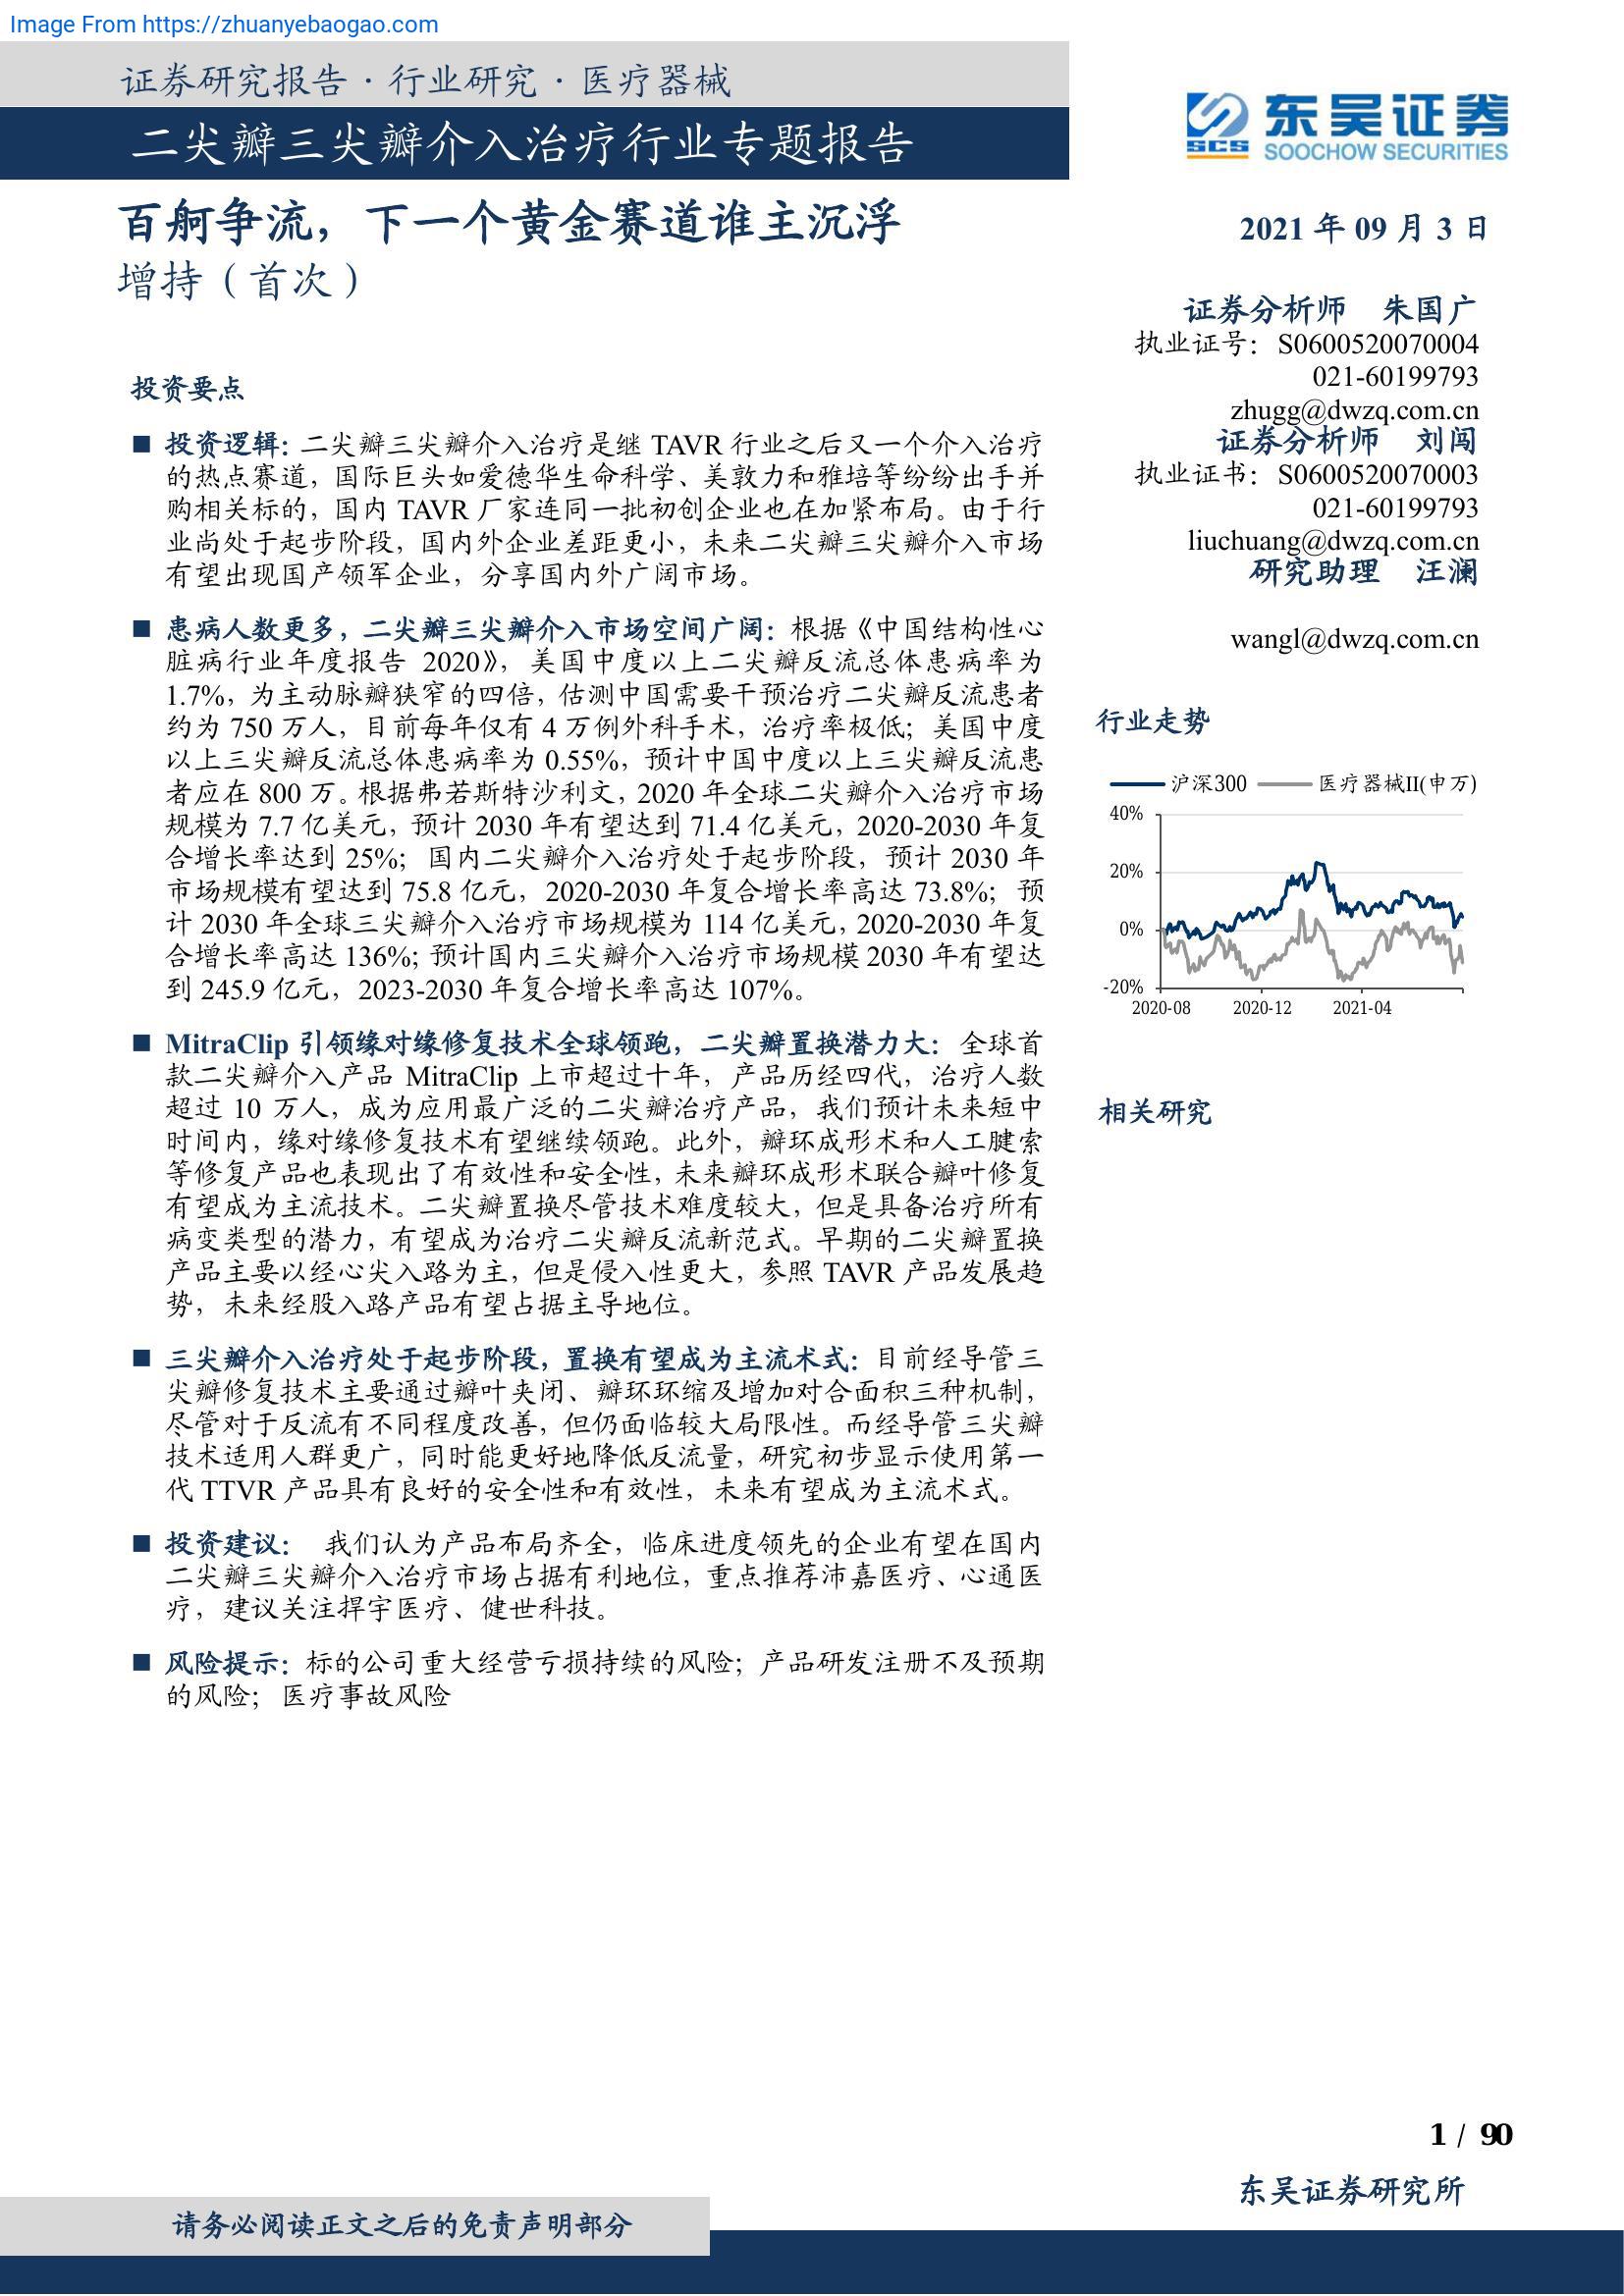 Image From https://zhuanyebaogao.com
证券研究报告·行业研究·医疗器械
二尖瓣三尖瓣介入治疗行业专题报告
SCS 东吴证券
SOOCHOW SECURITIES
百舸争流，下一个黄金赛道谁主沉浮
增持（首次）
2021 年 09 月 3 日
证券分析师 朱国广
执业证号：S0600520070004
021-60199793
zhugg@dwzq.com.cn
证券分析师 刘闯
执业证书：S0600520070003
021-60199793
liuchuang@dwzq.com.cn
研究助理 汪澜
wangl@dwzq.com.cn
投资要点
■ 投资逻辑：二尖瓣三尖瓣介入治疗是继 TAVR 行业之后又一个介入治疗
的热点赛道，国际巨头如爱德华生命科学、美敦力和雅培等纷纷出手并
购相关标的，国内 TAVR 厂家连同一批初创企业也在加紧布局。由于行
业尚处于起步阶段，国内外企业差距更小，未来二尖瓣三尖瓣介入市场
有望出现国产领军企业，分享国内外广阔市场。
■ 患病人数更多，二尖瓣三尖瓣介入市场空间广阔：根据《中国结构性心
脏病行业年度报告 2020》，美国中度以上二尖瓣反流总体患病率为
1.7%，为主动脉瓣狭窄的四倍，估测中国需要干预治疗二尖瓣反流患者
约为 750 万人，目前每年仅有 4 万例外科手术，治疗率极低；美国中度
以上三尖瓣反流总体患病率为 0.55%，预计中国中度以上三尖瓣反流患
者应在 800 万。根据弗若斯特沙利文，2020 年全球二尖瓣介入治疗市场
规模为 7.7 亿美元，预计 2030 年有望达到 71.4 亿美元，2020-2030 年复
合增长率达到 25%；国内二尖瓣介入治疗处于起步阶段，预计 2030 年
市场规模有望达到 75.8 亿元，2020-2030 年复合增长率高达 73.8%；预
计 2030 年全球三尖瓣介入治疗市场规模为 114 亿美元，2020-2030 年复
合增长率高达 136%；预计国内三尖瓣介入治疗市场规模 2030 年有望达
到 245.9 亿元，2023-2030 年复合增长率高达 107%。
■ MitraClip 引领缘对缘修复技术全球领跑，二尖瓣置换潜力大：全球首
款二尖瓣介入产品 MitraClip 上市超过十年，产品历经四代，治疗人数
超过 10 万人，成为应用最广泛的二尖瓣治疗产品，我们预计未来短中
时间内，缘对缘修复技术有望继续领跑。此外，瓣环成形术和人工腱索
等修复产品也表现出了有效性和安全性，未来瓣环成形术联合瓣叶修复
有望成为主流技术。二尖瓣置换尽管技术难度较大，但是具备治疗所有
病变类型的潜力，有望成为治疗二尖瓣反流新范式。早期的二尖瓣置换
产品主要以经心尖入路为主，但是侵入性更大，参照 TAVR 产品发展趋
势，未来经股入路产品有望占据主导地位。
■ 三尖瓣介入治疗处于起步阶段，置换有望成为主流术式：目前经导管三
尖瓣修复技术主要通过瓣叶夹闭、瓣环环缩及增加对合面积三种机制，
尽管对于反流有不同程度改善，但仍面临较大局限性。而经导管三尖瓣
技术适用人群更广，同时能更好地降低反流量，研究初步显示使用第一
代 TTVR 产品具有良好的安全性和有效性，未来有望成为主流术式。
■ 投资建议： 我们认为产品布局齐全，临床进度领先的企业有望在国内
二尖瓣三尖瓣介入治疗市场占据有利地位，重点推荐沛嘉医疗、心通医
疗，建议关注捍宇医疗、健世科技。
■ 风险提示：标的公司重大经营亏损持续的风险；产品研发注册不及预期
的风险；医疗事故风险
行业走势
沪深300 医疗器械II(申万)
40%
20%
0%
-20%
2020-08 2020-12 2021-04
相关研究
1 / 90
东吴证券研究所
请务必阅读正文之后的免责声明部分